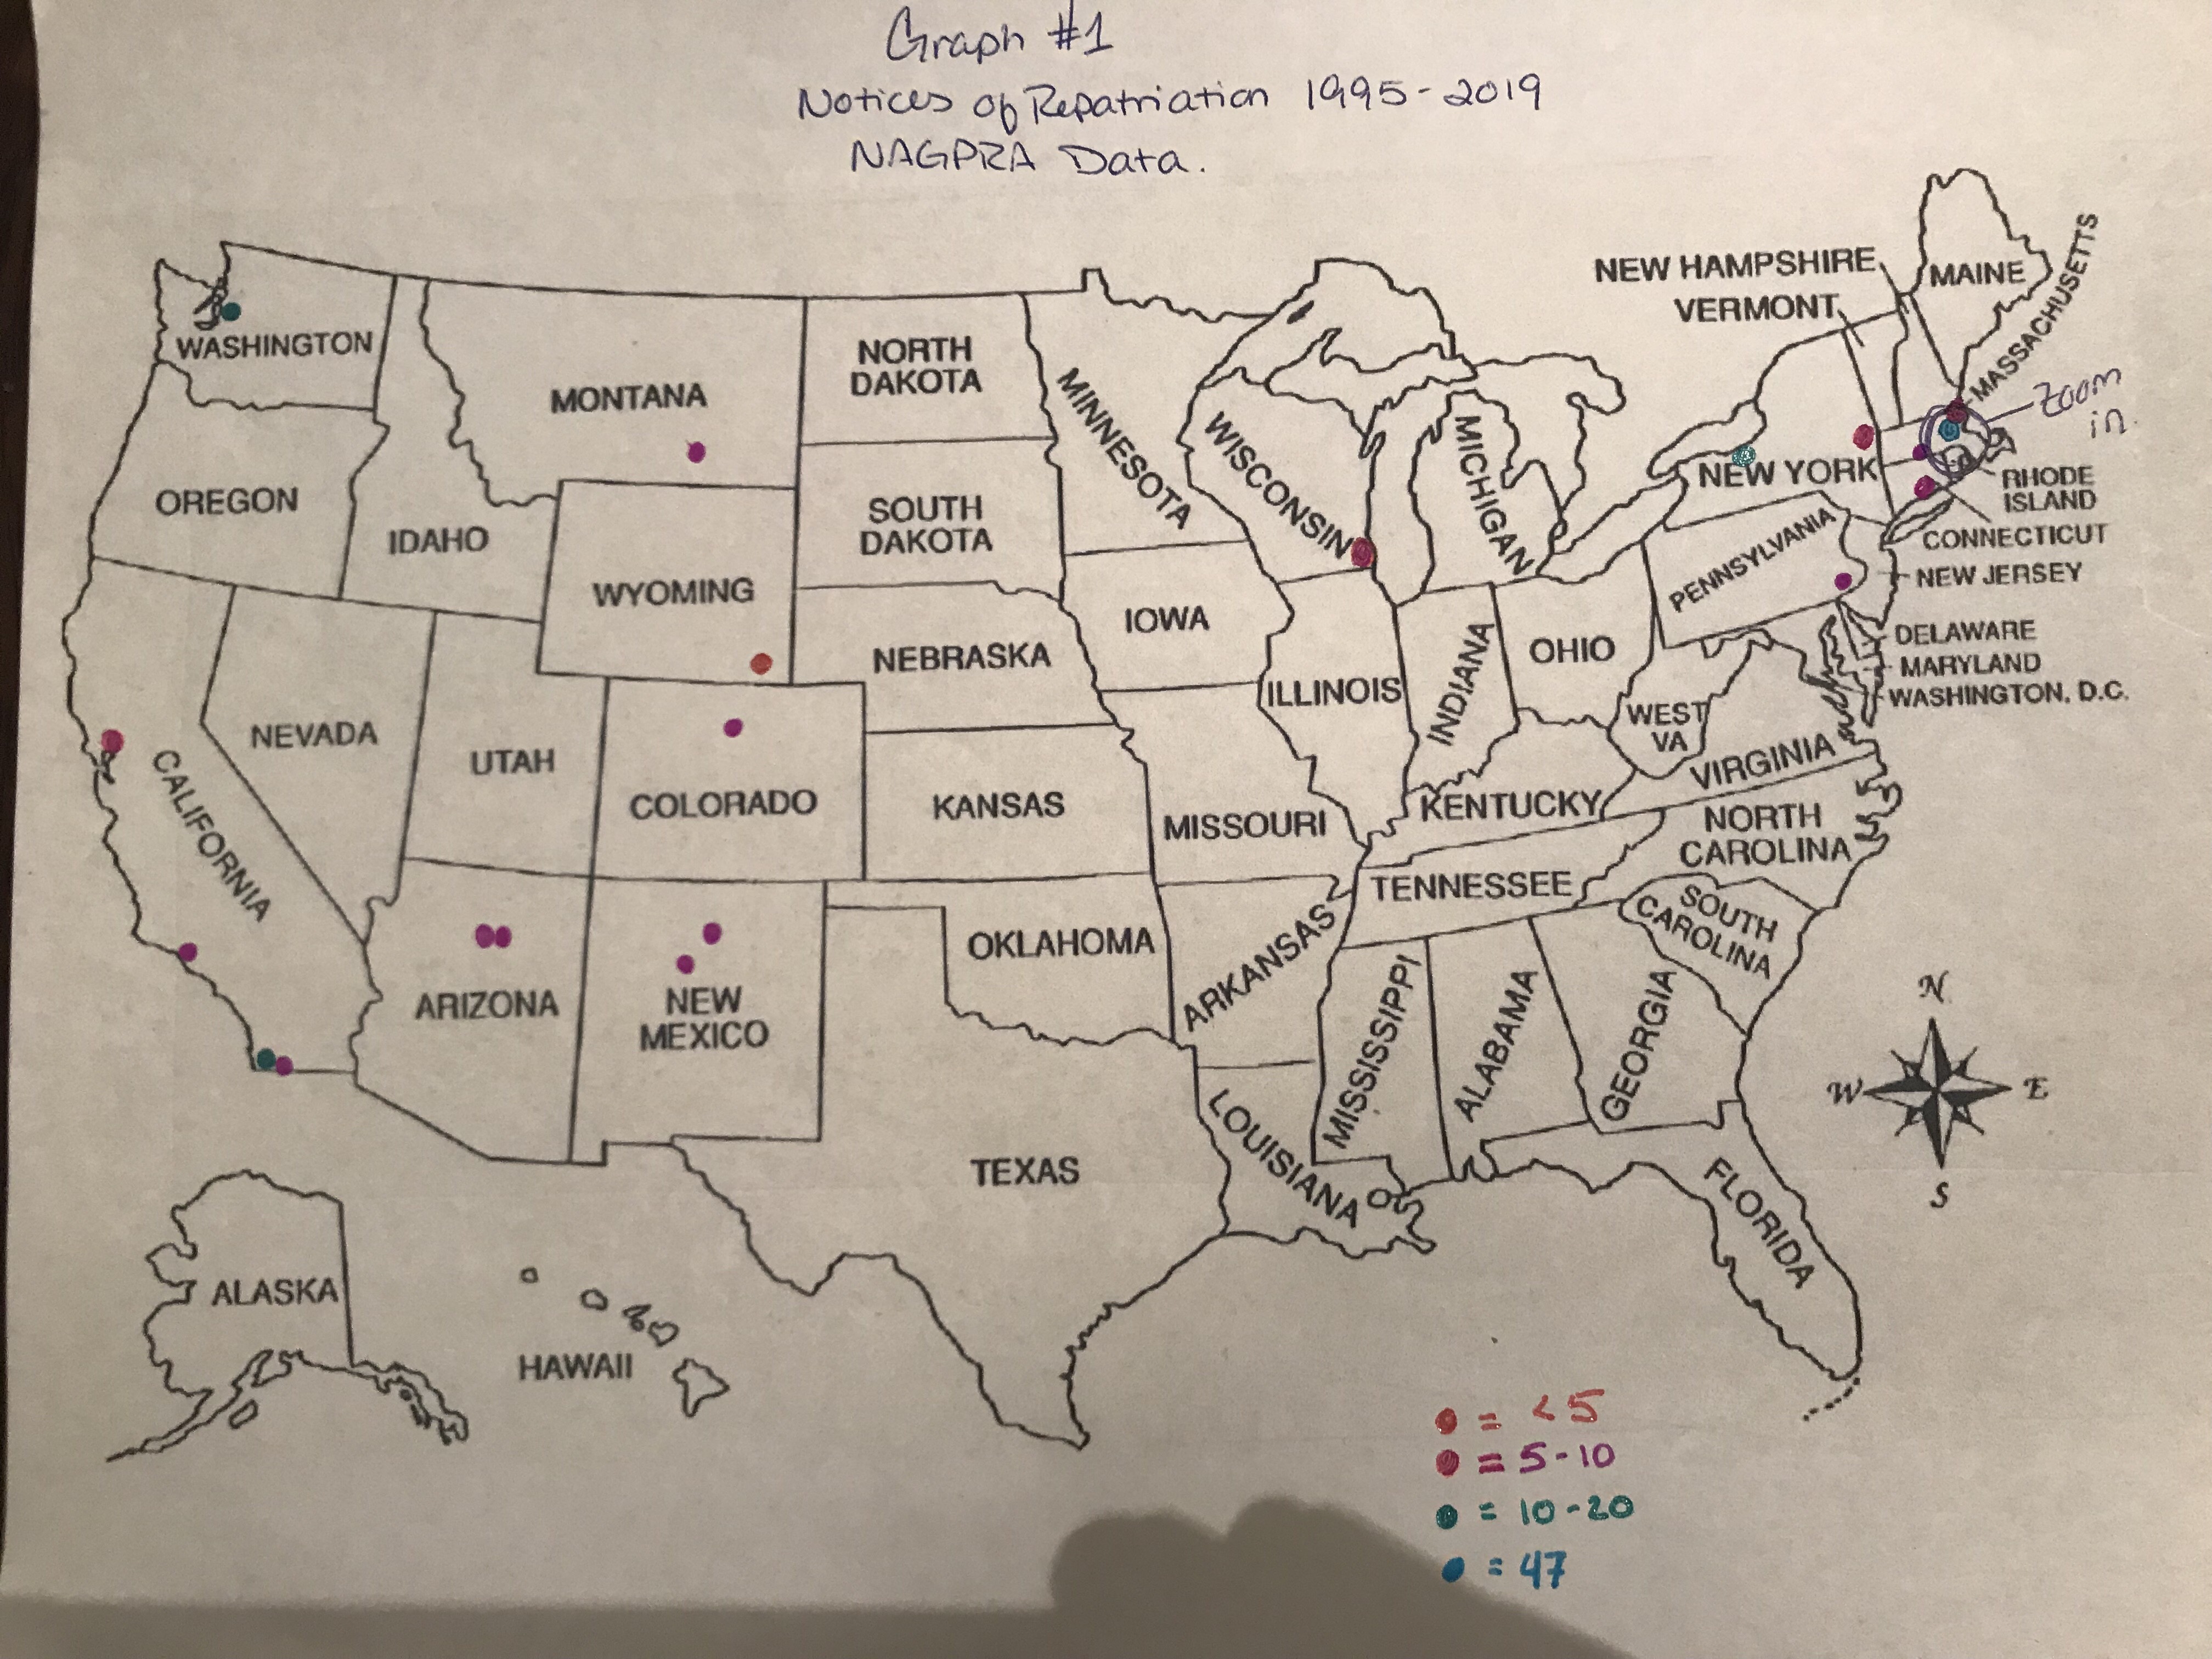 Graph #1
Notices of Repatriation 1995-2019
NAGPRA Data.
NEW HAMPSHIRE
VERMONT
MAINE
MASSACHUSETTS
Zoom
in.
WASHINGTON
MONTANA
NORTH
DAKOTA
MINNESOTA
WISCONSIN
MICHIGAN
NEW YORK
RHODE
ISLAND
CONNECTICUT
OREGON
IDAHO
SOUTH
DAKOTA
WYOMING
PENNSYLVANIA
NEW JERSEY
IOWA
NEBRASKA
OHIO
DELAWARE
MARYLAND
WASHINGTON, D.C.
ILLINOIS
INDIANA
WEST
VA
VIRGINIA
NEVADA
UTAH
CALIFORNIA
COLORADO
KANSAS
MISSOURI
KENTUCKY
NORTH
CAROLINA
TENNESSEE
SOUTH
CAROLINA
ARIZONA
NEW
MEXICO
OKLAHOMA
ARKANSAS
MISSISSIPPI
ALABAMA
GEORGIA
N
W
E
S
TEXAS
LOUISIANA
FLORIDA
ALASKA
HAWAII
= <5
= 5-10
= 10-20
= 47